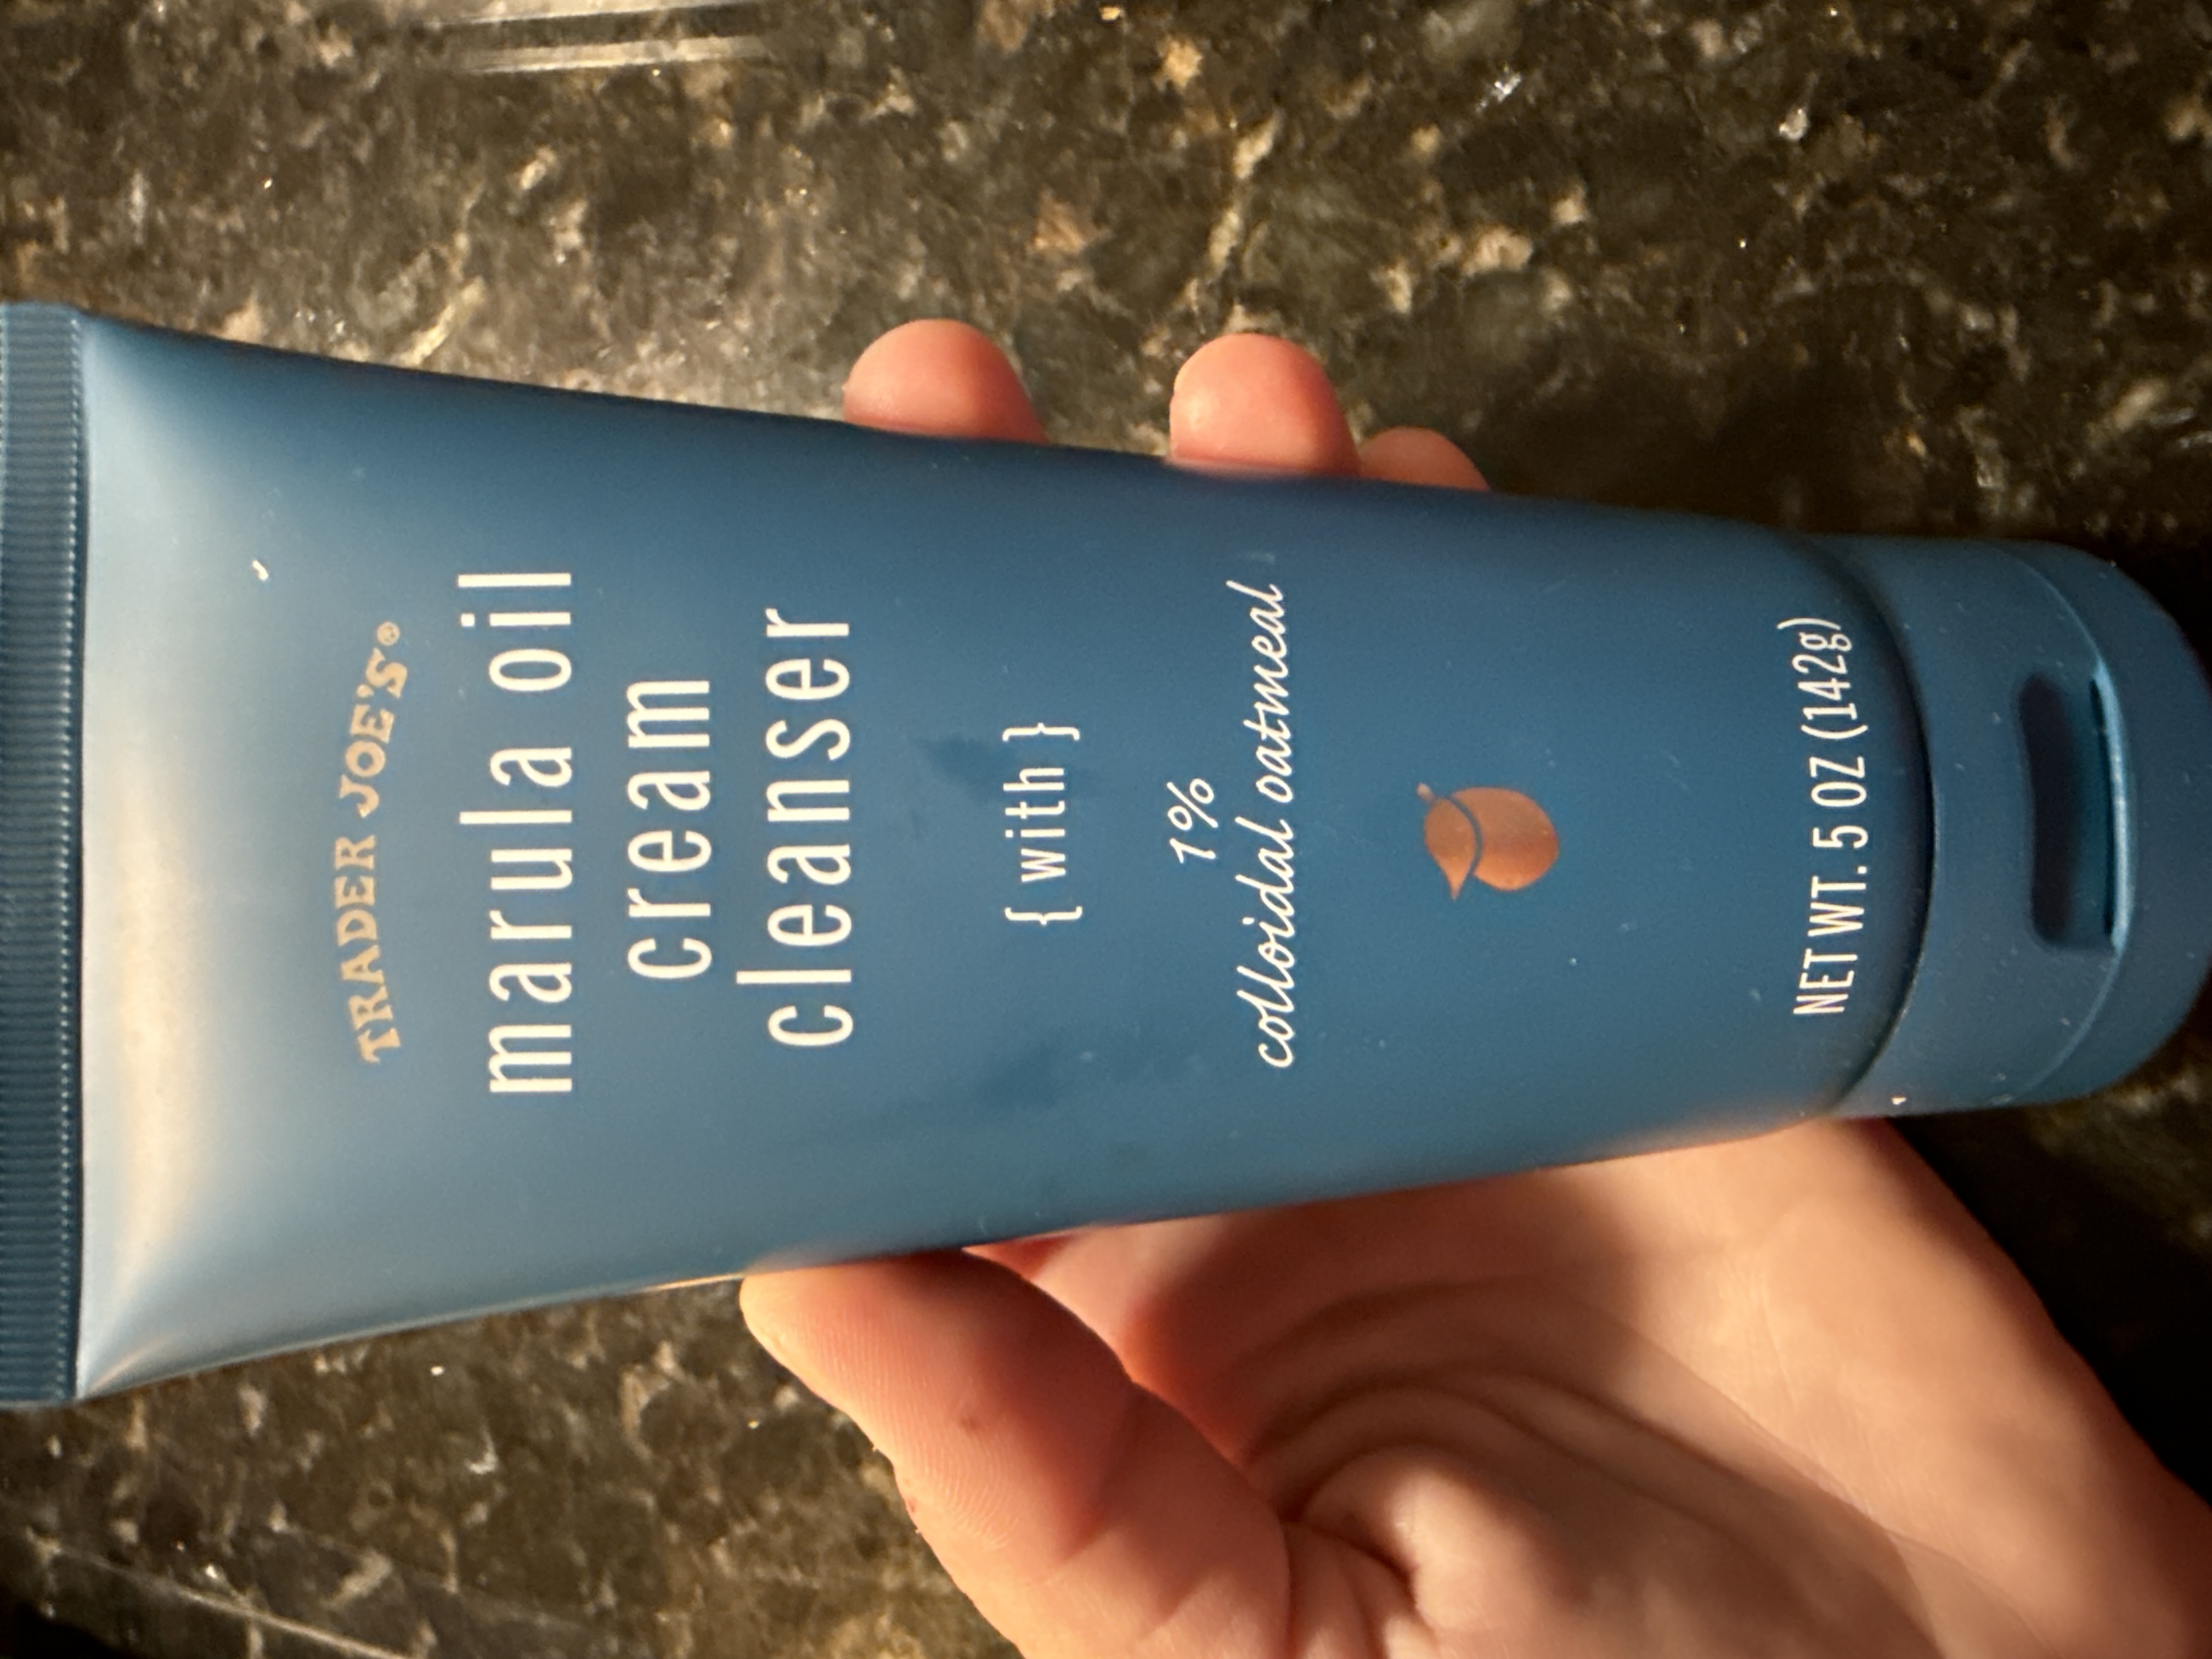 TRADER JOE'S®
marula oil
cream
cleanser
{ with }
1%
colloidal oatmeal
NET WT. 5 OZ (142g)